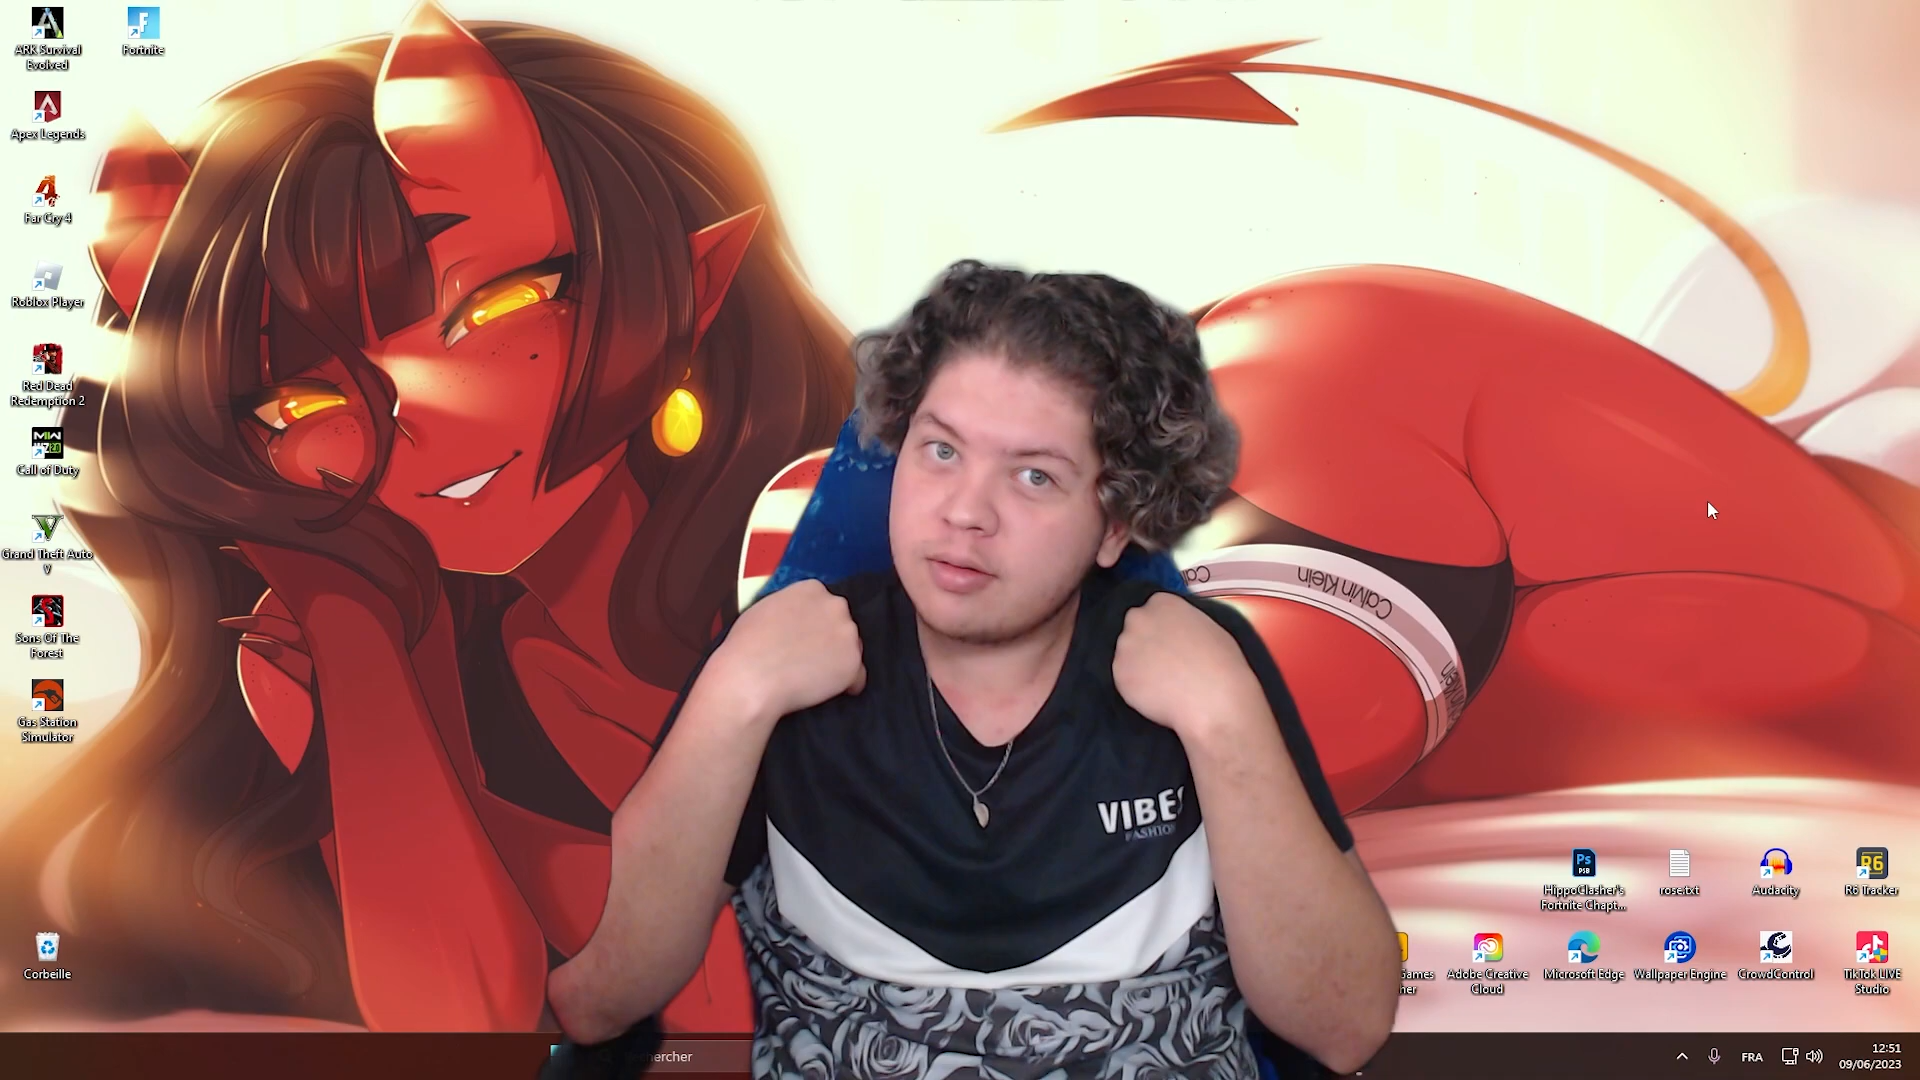 ARK Survival
Evolved
Fortnite
Apex Legends
Far Cry 4
Roblox Player
Red Dead
Redemption 2
Call of Duty
Grand Theft Auto
V
Sons Of The
Forest
Gas Station
Simulator
Corbeille
Calvin Klein
VIBES
FASHION
HippoClasher's
Fortnite Chapt...
rose.txt
Audacity
R6 Tracker
Games
her
Adobe Creative
Cloud
Microsoft Edge
Wallpaper Engine
CrowdControl
TikTok LIVE
Studio
hercher
FRA
12:51
09/06/2023